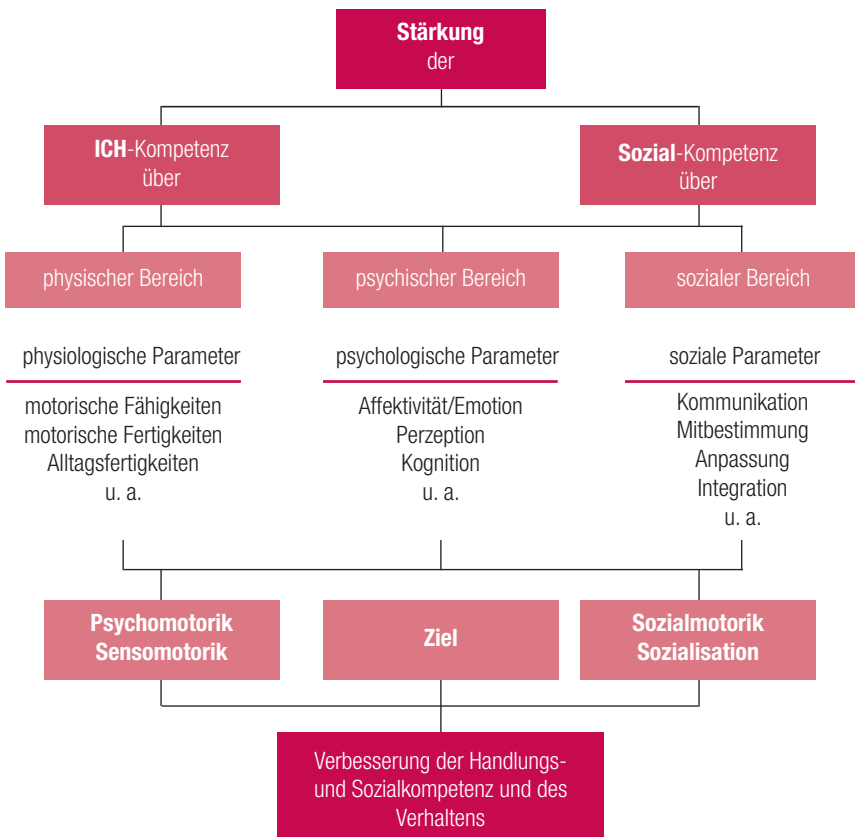 Stärkung
der
ICH-Kompetenz
über
Sozial-Kompetenz
über
physischer Bereich
psychischer Bereich
sozialer Bereich
physiologische Parameter
motorische Fähigkeiten
motorische Fertigkeiten
Alltagsfertigkeiten
u. a.
psychologische Parameter
Affektivität/Emotion
Perzeption
Kognition
u. a.
soziale Parameter
Kommunikation
Mitbestimmung
Anpassung
Integration
u. a.
Psychomotorik
Sensomotorik
Ziel
Sozialmotorik
Sozialisation
Verbesserung der Handlungs-
und Sozialkompetenz und des
Verhaltens